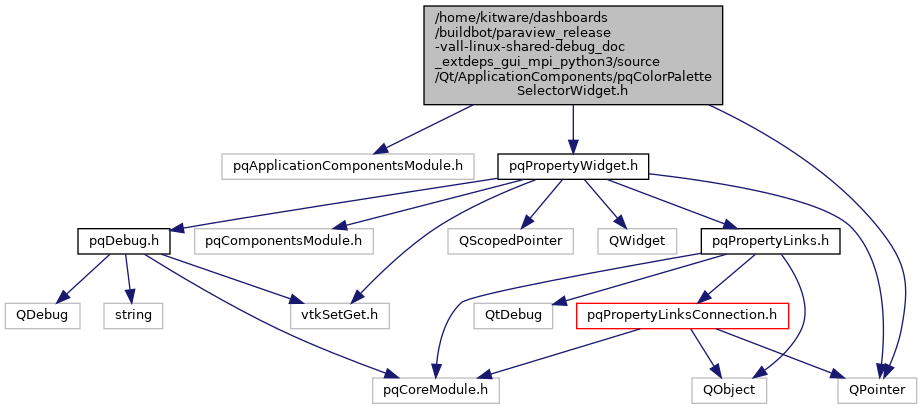 /home/kitware/dashboards
/buildbot/paraview_release
-vall-linux-shared-debug_doc
_extdeps_gui_mpi_python3/source
/Qt/ApplicationComponents/pqColorPalette
SelectorWidget.h
pqApplicationComponentsModule.h
pqPropertyWidget.h
pqDebug.h
pqComponentsModule.h
QScopedPointer
QWidget
pqPropertyLinks.h
QDebug
string
vtkSetGet.h
QtDebug
pqPropertyLinksConnection.h
pqCoreModule.h
QObject
QPointer